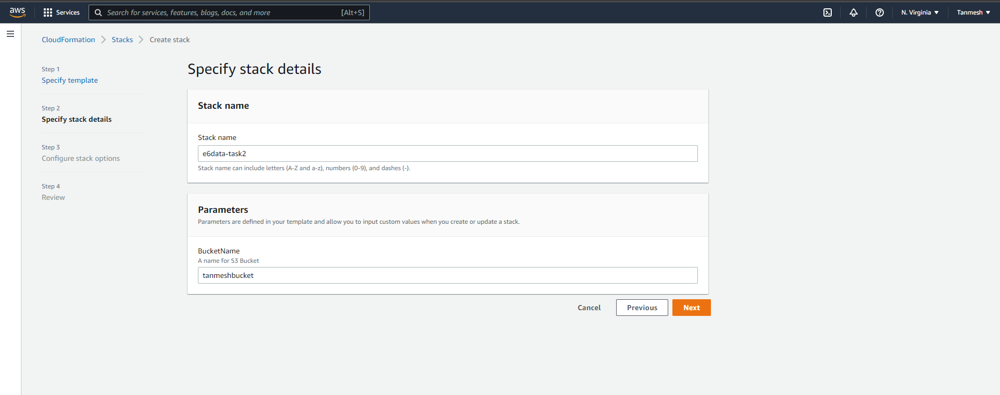 aws Services Search for services, features, blogs, docs, and more [Alt+S] N. Virginia Tanmesh
CloudFormation Stacks Create stack
Step 1
Specify template
Step 2
Specify stack details
Step 3
Configure stack options
Step 4
Review
Specify stack details
Stack name
Stack name
e6data-task2
Stack name can include letters (A-Z and a-z), numbers (0-9), and dashes (-).
Parameters
Parameters are defined in your template and allow you to input custom values when you create or update a stack.
BucketName
A name for S3 Bucket
tanmeshbucket
Cancel Previous Next